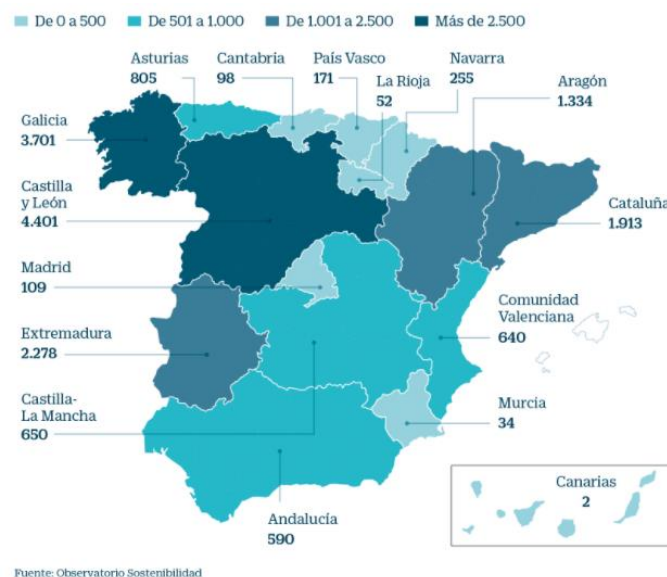 De 0 a 500
De 501 a 1.000
De 1.001 a 2.500
Más de 2.500
Asturias
805
Cantabria
98
País Vasco
171
La Rioja
52
Navarra
255
Aragón
1.334
Galicia
3.701
Castilla
y León
4.401
Cataluña
1.913
Madrid
109
Comunidad
Valenciana
640
Extremadura
2.278
Castilla-
La Mancha
650
Murcia
34
Canarias
2
Andalucía
590
Fuente: Observatorio Sostenibilidad